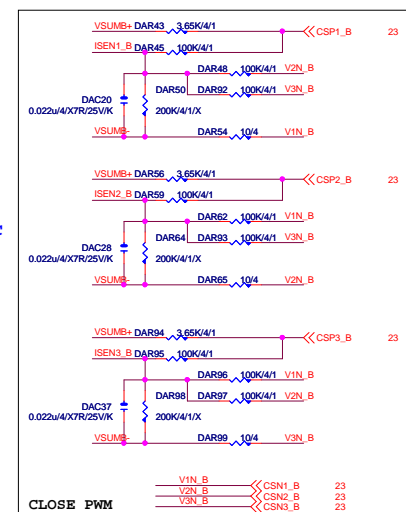 VSUMB+ DAR43 3.65K/4/1 CSP1_B 23
ISEN1_B DAR45 100K/4/1
DAR48 100K/4/1 V2N_B
DAC20 DAR50 DAR92 100K/4/1 V3N_B
0.022u/4/X7R/25V/K 200K/4/1/X
VSUMB- DAR54 10/4 V1N_B
VSUMB+ DAR56 3.65K/4/1 CSP2_B 23
ISEN2_B DAR59 100K/4/1
DAR62 100K/4/1 V1N_B
DAC28 DAR64 DAR93 100K/4/1 V3N_B
0.022u/4/X7R/25V/K 200K/4/1/X
VSUMB- DAR65 10/4 V2N_B
VSUMB+ DAR94 3.65K/4/1 CSP3_B 23
ISEN3_B DAR95 100K/4/1
DAR96 100K/4/1 V1N_B
DAC37 DAR98 DAR97 100K/4/1 V2N_B
0.022u/4/X7R/25V/K 200K/4/1/X
VSUMB- DAR99 10/4 V3N_B
V1N_B CSN1_B 23
V2N_B CSN2_B 23
V3N_B CSN3_B 23
CLOSE PWM